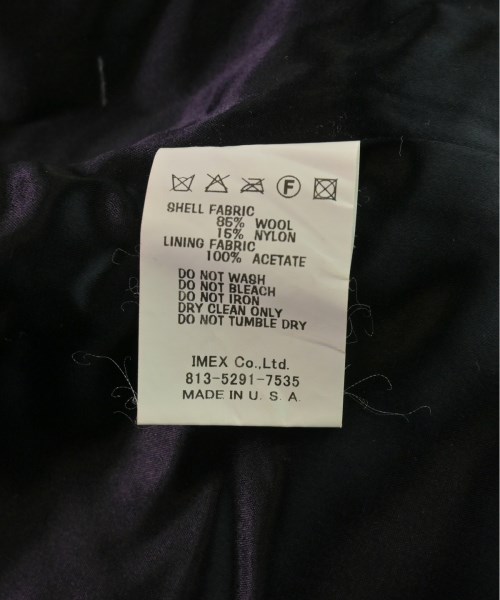 F
SHELL FABRIC
85% WOOL
15% NYLON
LINING FABRIC
100% ACETATE
DO NOT WASH
DO NOT BLEACH
DO NOT IRON
DRY CLEAN ONLY
DO NOT TUMBLE DRY
IMEX Co.,Ltd.
813-5291-7535
MADE IN U. S. A.